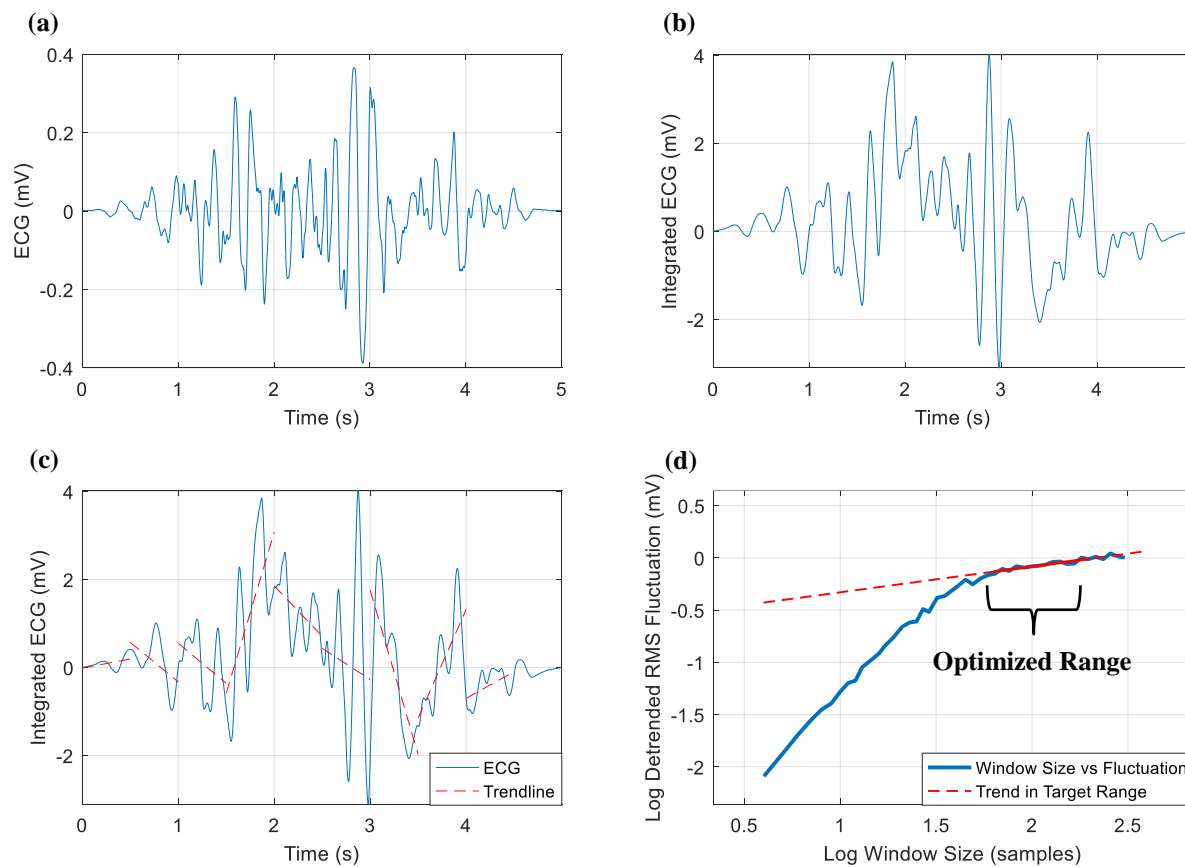 (a)
0.4
0.2
0
-0.2
-0.4
ECG (mV)
0 1 2 3 4 5
Time (s)
(b)
4
2
0
-2
Integrated ECG (mV)
0 1 2 3 4
Time (s)
(c)
4
2
0
-2
Integrated ECG (mV)
ECG
Trendline
0 1 2 3 4
Time (s)
(d)
0.5
0
-0.5
-1
-1.5
-2
Log Detrended RMS Fluctuation (mV)
Optimized Range
Window Size vs Fluctuation
Trend in Target Range
0.5 1 1.5 2 2.5
Log Window Size (samples)